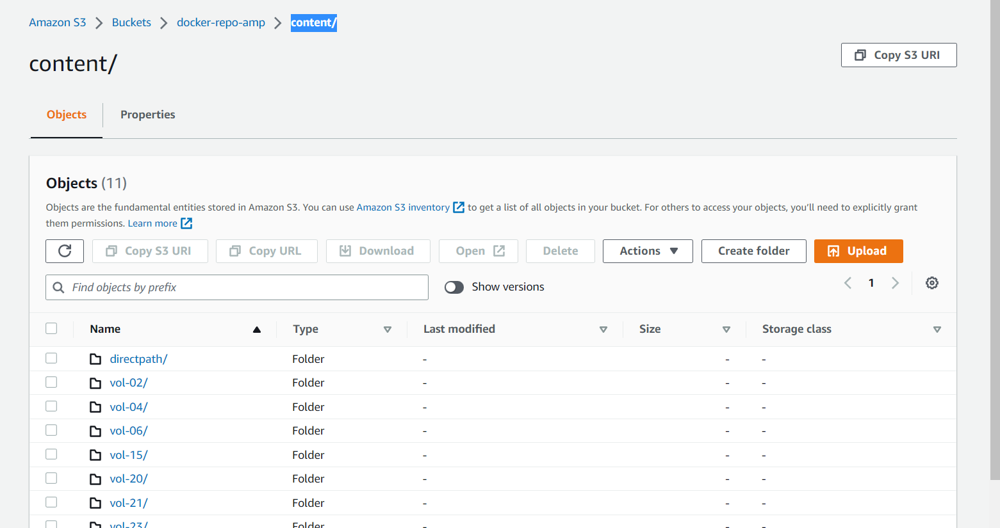 Amazon S3 > Buckets > docker-repo-amp > content/
content/
Copy S3 URI
Objects Properties
Objects (11)
Objects are the fundamental entities stored in Amazon S3. You can use Amazon S3 inventory to get a list of all objects in your bucket. For others to access your objects, you'll need to explicitly grant
them permissions. Learn more
Copy S3 URI Copy URL Download Open Delete Actions Create folder Upload
Find objects by prefix Show versions 1
Name Type Last modified Size Storage class
directpath/ Folder - - -
vol-02/ Folder - - -
vol-04/ Folder - - -
vol-06/ Folder - - -
vol-15/ Folder - - -
vol-20/ Folder - - -
vol-21/ Folder - - -
vol-23/ Folder - - -